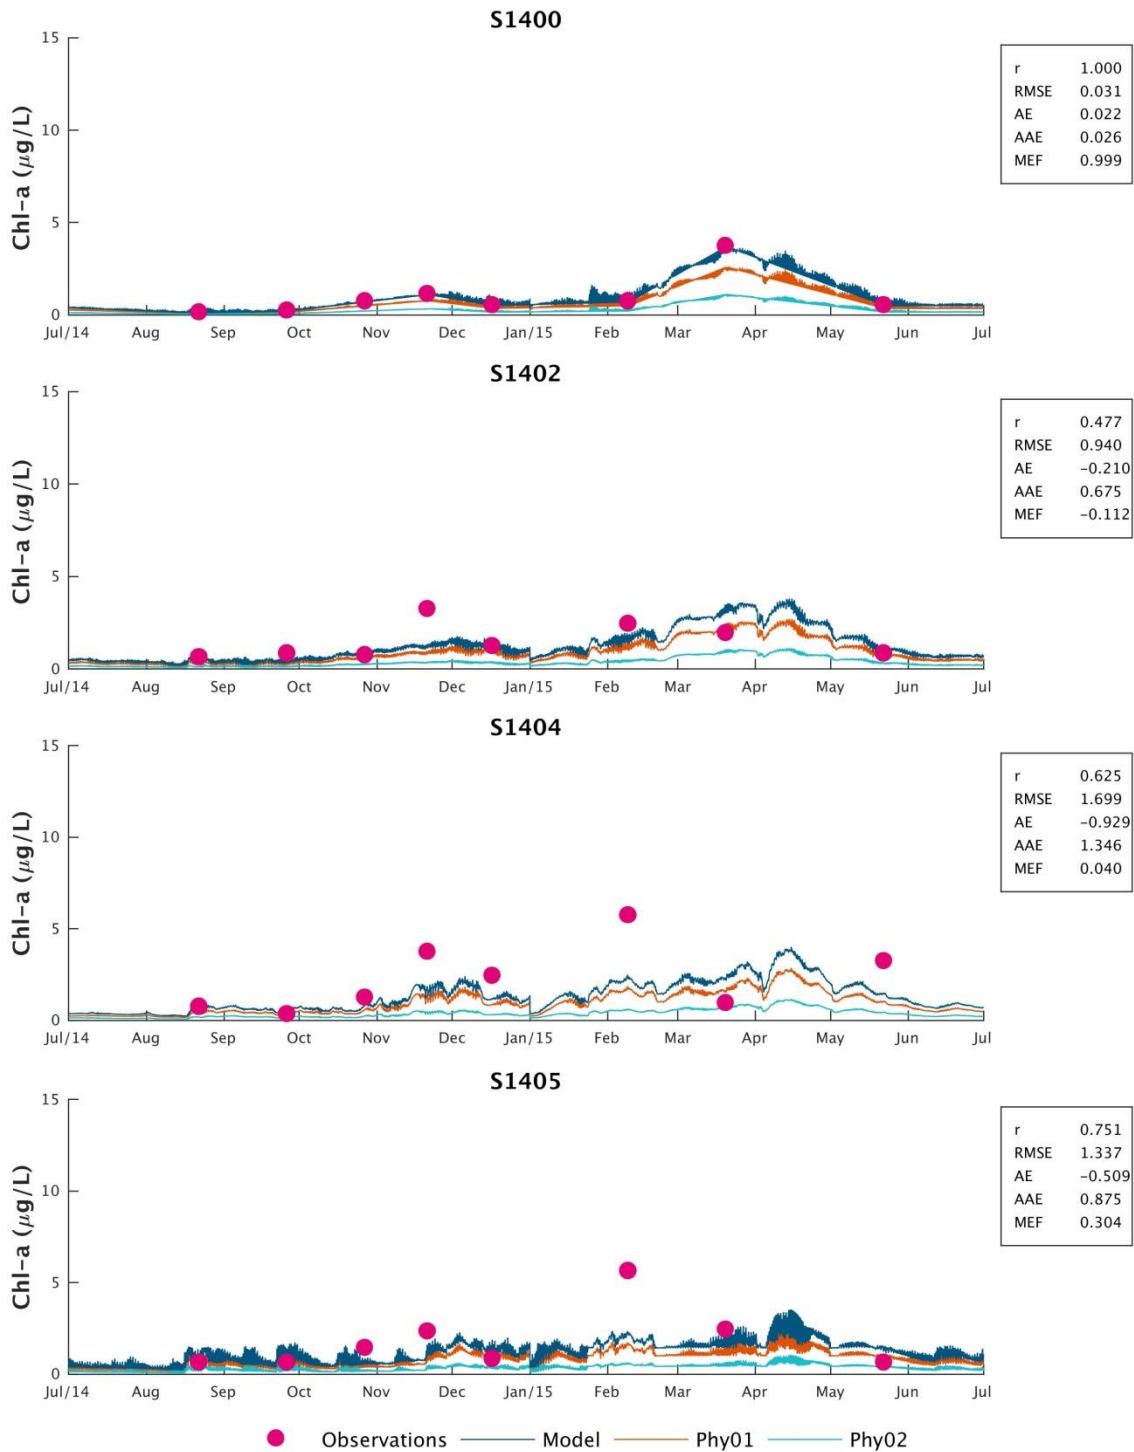 S1400
15
10
5
0
Chl-a (μg/L)
Jul/14 Aug Sep Oct Nov Dec Jan/15 Feb Mar Apr May Jun Jul
r 1.000
RMSE 0.031
AE 0.022
AAE 0.026
MEF 0.999
S1402
15
10
5
0
Chl-a (μg/L)
Jul/14 Aug Sep Oct Nov Dec Jan/15 Feb Mar Apr May Jun Jul
r 0.477
RMSE 0.940
AE −0.210
AAE 0.675
MEF −0.112
S1404
15
10
5
0
Chl-a (μg/L)
Jul/14 Aug Sep Oct Nov Dec Jan/15 Feb Mar Apr May Jun Jul
r 0.625
RMSE 1.699
AE −0.929
AAE 1.346
MEF 0.040
S1405
15
10
5
0
Chl-a (μg/L)
Jul/14 Aug Sep Oct Nov Dec Jan/15 Feb Mar Apr May Jun Jul
r 0.751
RMSE 1.337
AE −0.509
AAE 0.875
MEF 0.304
Observations Model Phy01 Phy02